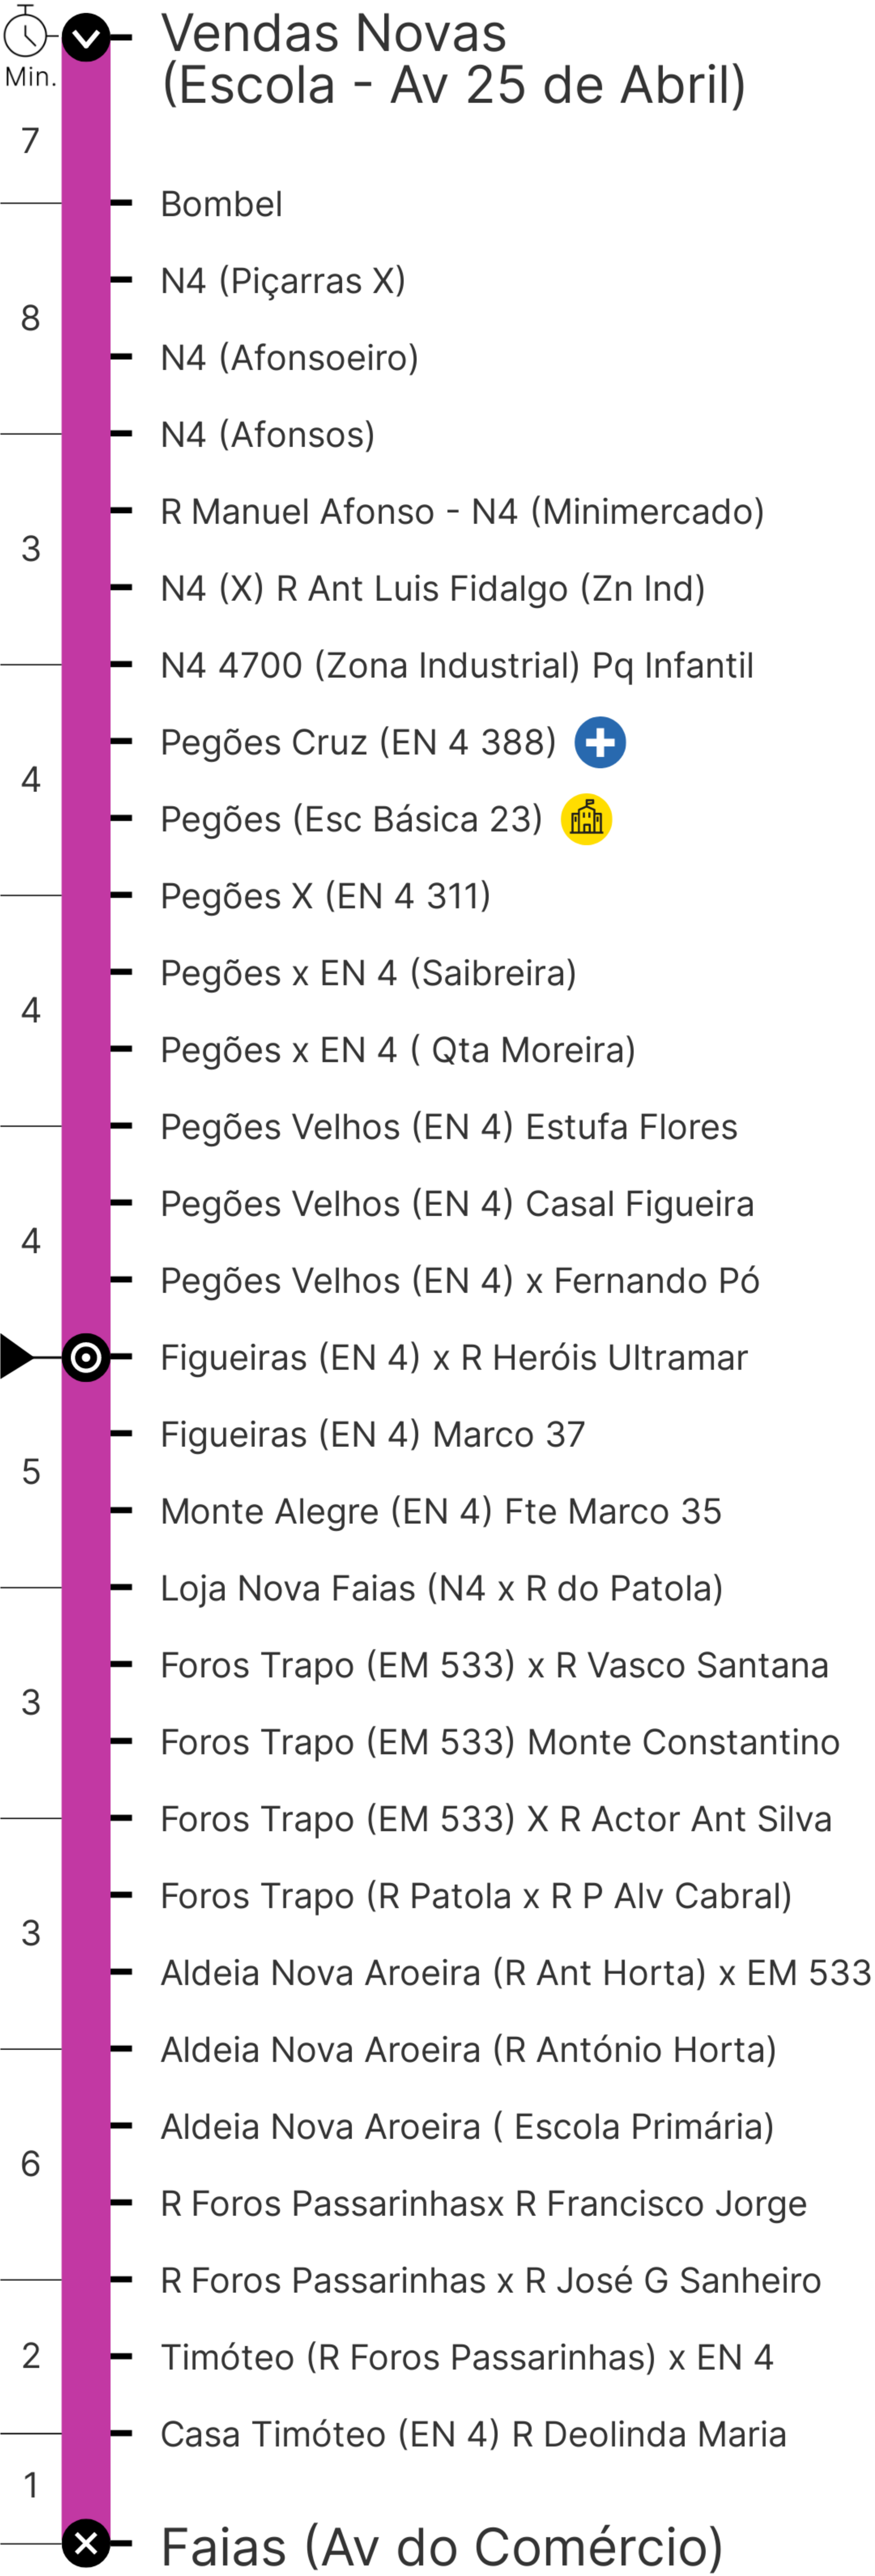 Min.
Vendas Novas
(Escola - Av 25 de Abril)
7
Bombel
N4 (Piçarras X)
8
N4 (Afonsoeiro)
N4 (Afonsos)
R Manuel Afonso - N4 (Minimercado)
3
N4 (X) R Ant Luis Fidalgo (Zn Ind)
N4 4700 (Zona Industrial) Pq Infantil
Pegões Cruz (EN 4 388)
4
Pegões (Esc Básica 23)
Pegões X (EN 4 311)
Pegões x EN 4 (Saibreira)
4
Pegões x EN 4 ( Qta Moreira)
Pegões Velhos (EN 4) Estufa Flores
Pegões Velhos (EN 4) Casal Figueira
4
Pegões Velhos (EN 4) x Fernando Pó
Figueiras (EN 4) x R Heróis Ultramar
Figueiras (EN 4) Marco 37
5
Monte Alegre (EN 4) Fte Marco 35
Loja Nova Faias (N4 x R do Patola)
Foros Trapo (EM 533) x R Vasco Santana
3
Foros Trapo (EM 533) Monte Constantino
Foros Trapo (EM 533) X R Actor Ant Silva
Foros Trapo (R Patola x R P Alv Cabral)
3
Aldeia Nova Aroeira (R Ant Horta) x EM 533
Aldeia Nova Aroeira (R António Horta)
Aldeia Nova Aroeira ( Escola Primária)
6
R Foros Passarinhasx R Francisco Jorge
R Foros Passarinhas x R José G Sanheiro
2
Timóteo (R Foros Passarinhas) x EN 4
Casa Timóteo (EN 4) R Deolinda Maria
1
Faias (Av do Comércio)